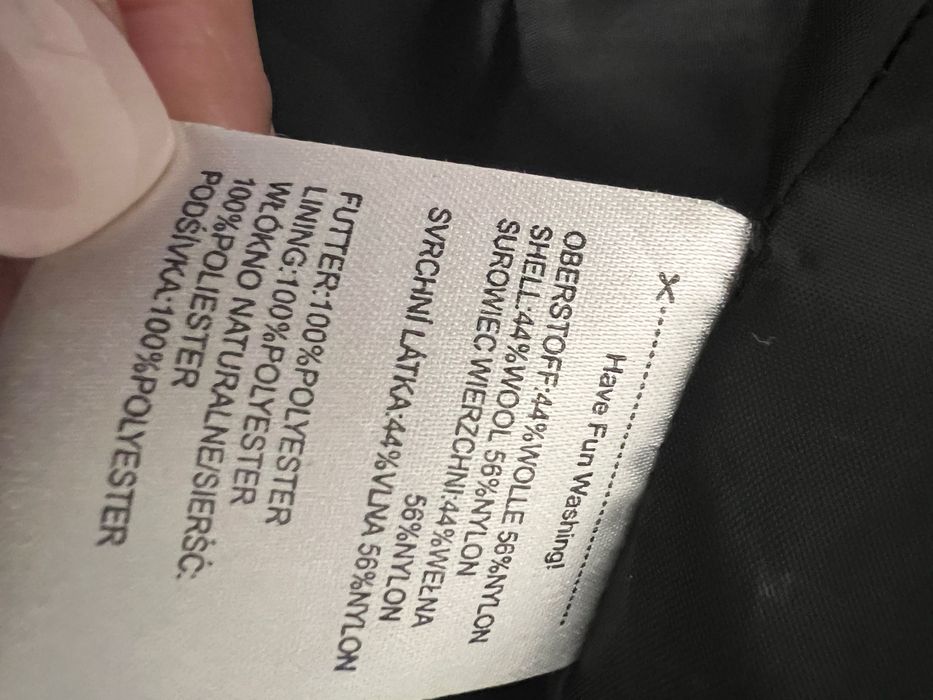 Have Fun Washing!
OBERSTOFF:44%WOLLE 56%NYLON
SHELL:44%WOOL 56%NYLON
SUROWIEC WIERZCHNI:44%WEŁNA
56%NYLON
SVRCHNÍ LÁTKA:44%VLNA 56%NYLON
FUTTER:100%POLYESTER
LINING:100%POLYESTER
WŁÓKNO NATURALNE/SIERŚĆ:
100%POLIESTER
PODŠÍVKA:100%POLYESTER